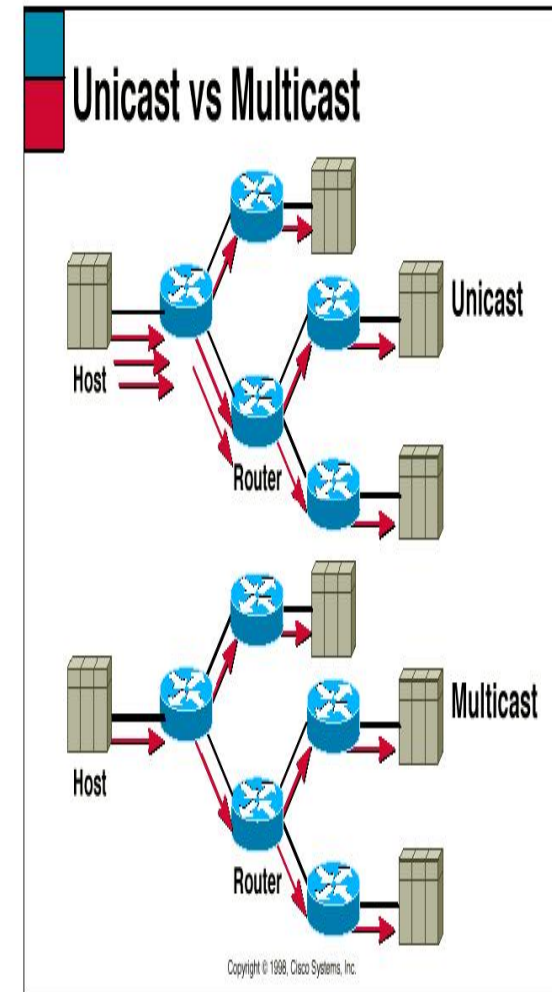 Unicast vs Multicast
Unicast
Host
Router
Multicast
Host
Router
Copyright © 1998, Cisco Systems, Inc.